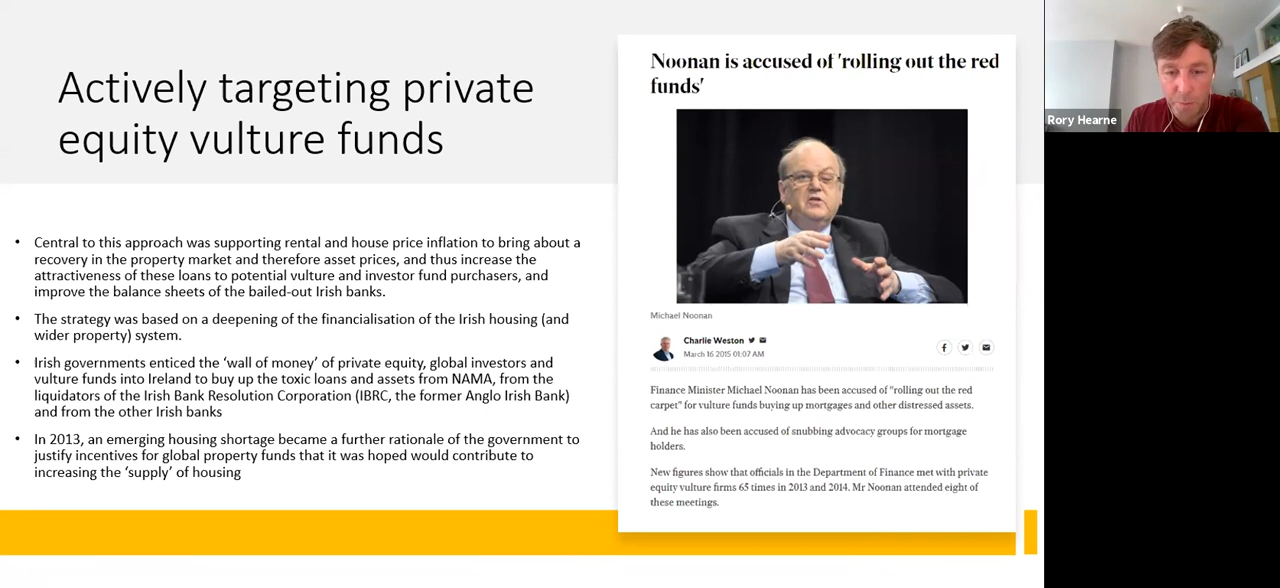 Actively targeting private
equity vulture funds
• Central to this approach was supporting rental and house price inflation to bring about a
recovery in the property market and therefore asset prices, and thus increase the
attractiveness of these loans to potential vulture and investor fund purchasers, and
improve the balance sheets of the bailed-out Irish banks.
• The strategy was based on a deepening of the financialisation of the Irish housing (and
wider property) system.
• Irish governments enticed the ‘wall of money’ of private equity, global investors and
vulture funds into Ireland to buy up the toxic loans and assets from NAMA, from the
liquidators of the Irish Bank Resolution Corporation (IBRC, the former Anglo Irish Bank)
and from the other Irish banks
• In 2013, an emerging housing shortage became a further rationale of the government to
justify incentives for global property funds that it was hoped would contribute to
increasing the ‘supply’ of housing
Noonan is accused of 'rolling out the red
funds'
Michael Noonan
Charlie Weston
March 16 2015 01:07 AM
Finance Minister Michael Noonan has been accused of "rolling out the red
carpet" for vulture funds buying up mortgages and other distressed assets.
And he has also been accused of snubbing advocacy groups for mortgage
holders.
New figures show that officials in the Department of Finance met with private
equity vulture firms 65 times in 2013 and 2014. Mr Noonan attended eight of
these meetings.
Rory Hearne